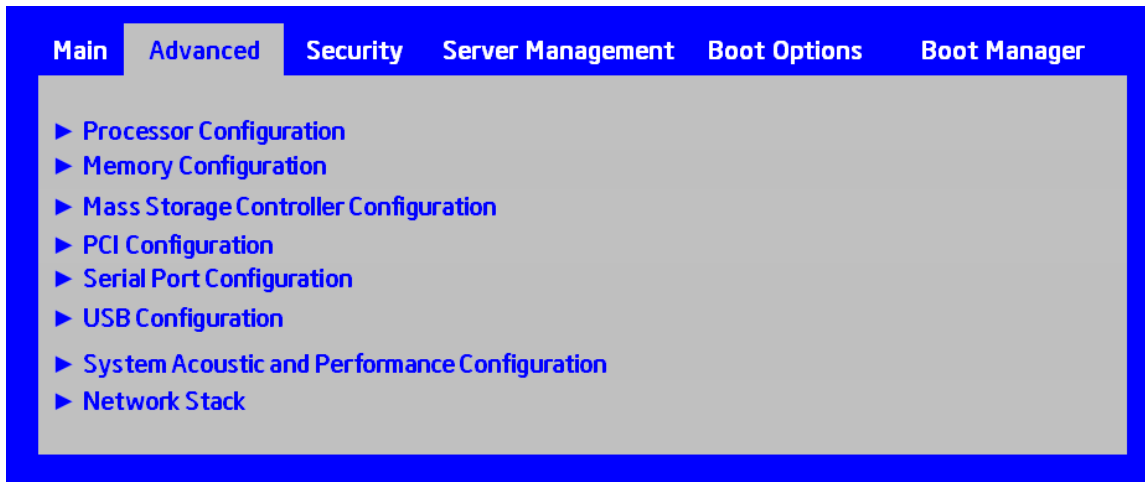 Main Advanced Security Server Management Boot Options Boot Manager
► Processor Configuration
► Memory Configuration
► Mass Storage Controller Configuration
► PCI Configuration
► Serial Port Configuration
► USB Configuration
► System Acoustic and Performance Configuration
► Network Stack